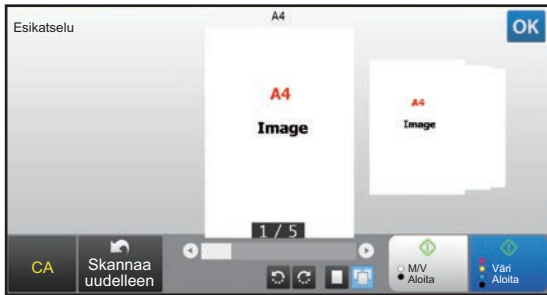 Esikatselu
A4
OK
A4
Image
A4
Image
1 / 5
CA
Skannaa
uudelleen
M/V
Aloita
Väri
Aloita